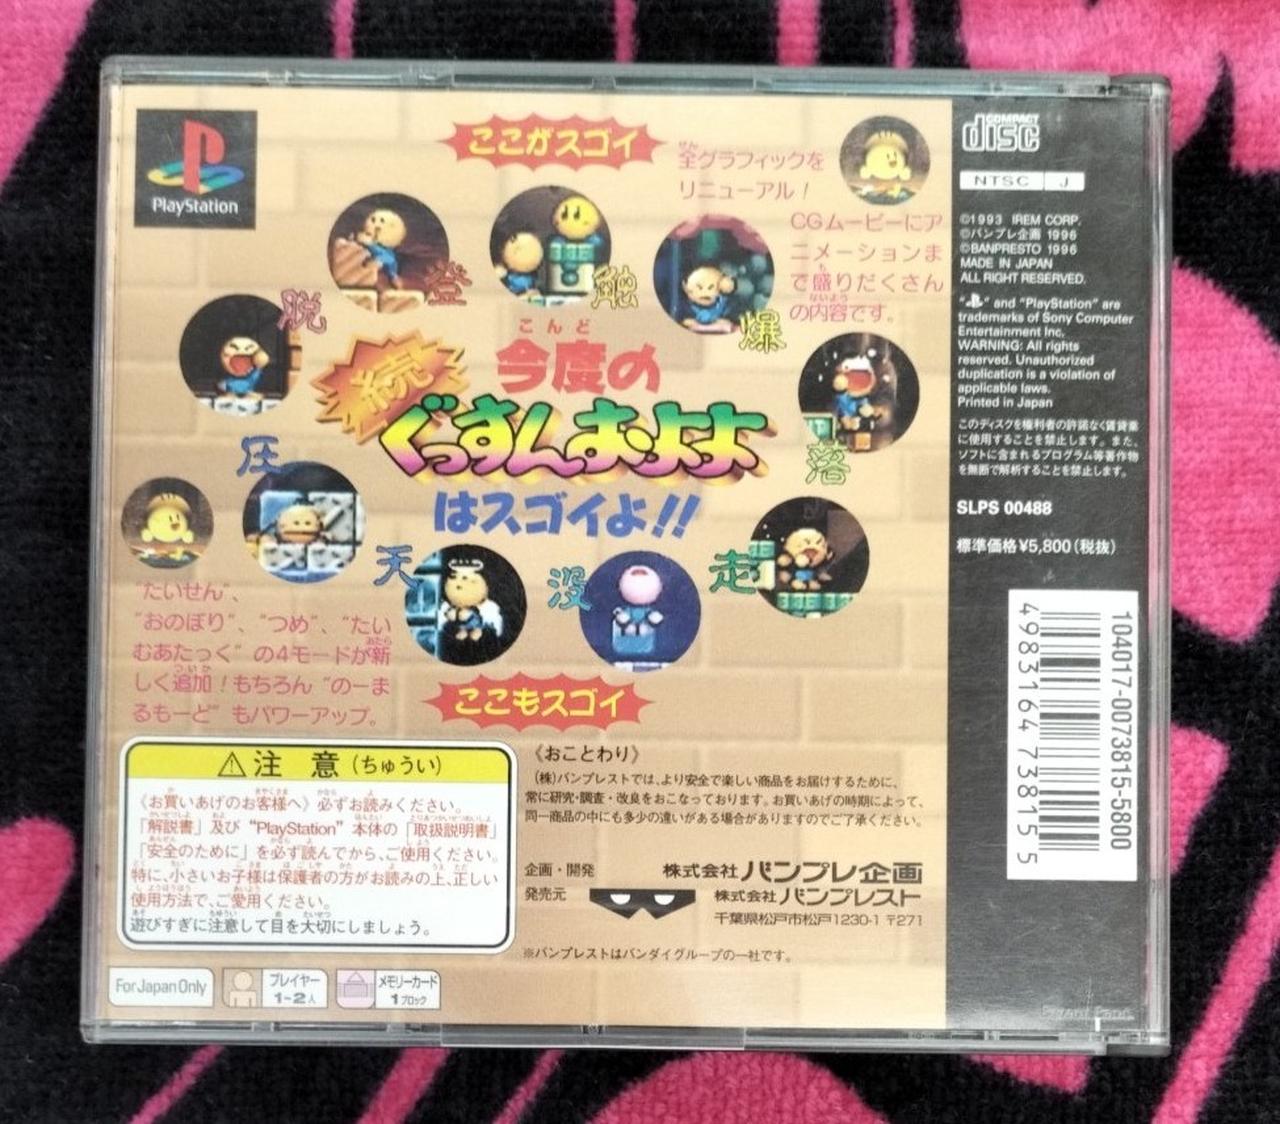 PlayStation
ここがスゴイ
全グラフィックを
リニューアル!
CGムービーにア
ニメーションま
で盛りだくさん
の内容です。
脱
登
触
爆
落
走
没
天
圧
続
こんど
今度の
ぐっすんおよよ
はスゴイよ!!
"たいせん"、
"おのぼり"、"つめ"、"たい
むあたっく"の4モードが新
しく追加!もちろん"のーま
るもーど"もパワーアップ。
ここもスゴイ
⚠注 意(ちゅうい)
《お買いあげのお客様へ》必ずお読みください。
「解説書」及び"PlayStation"本体の「取扱説明書」
「安全のために」を必ず読んでから、ご使用ください。
特に、小さいお子様は保護者の方がお読みの上、正しい
使用方法で、ご愛用ください。
遊びすぎに注意して目を大切にしましょう。
《おことわり》
(株)バンプレストでは、より安全で楽しい商品をお届けするために、
常に研究・調査・改良をおこなっております。お買いあげの時期によって、
同一商品の中にも多少の違いがある場合がありますのでご了承ください。
企画・開発 株式会社バンプレ企画
発売元 株式会社バンプレスト
千葉県松戸市松戸1230-1 〒271
※バンプレストはバンダイグループの一社です。
For Japan Only
プレイヤー
1~2人
メモリーカード
1ブロック
COMPACT
disc
NTSC J
©1993 IREM CORP.
©バンプレ企画 1996
©BANPRESTO 1996
MADE IN JAPAN
ALL RIGHT RESERVED.
" " and "PlayStation" are
trademarks of Sony Computer
Entertainment Inc.
WARNING: All rights
reserved. Unauthorized
duplication is a violation of
applicable laws.
Printed in Japan
このディスクを権利者の許諾なく賃貸業
に使用することを禁止します。また、
ソフトに含まれるプログラム等著作物
を無断で解析することを禁止します。
SLPS 00488
標準価格¥5,800(税抜)
104017-00738​15-5800
4983164738155